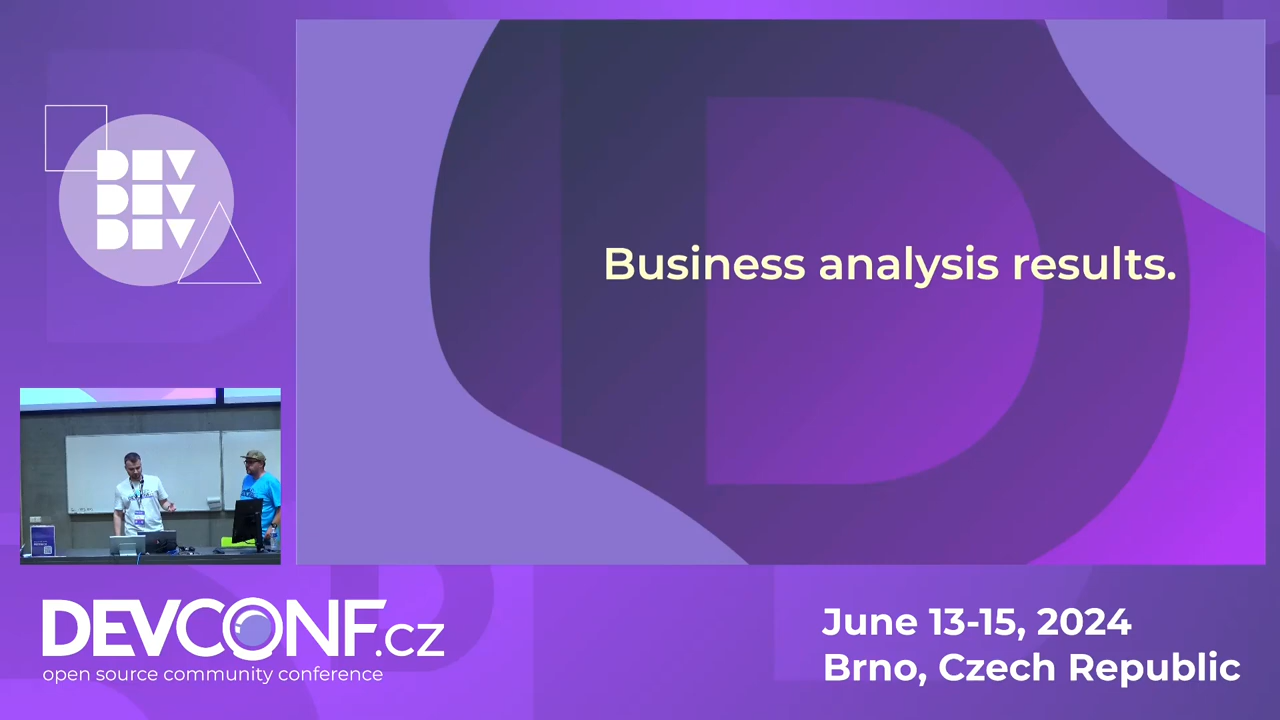 DEV
DEV
DEV
Business analysis results.
DEVCONF.cz
open source community conference
June 13-15, 2024
Brno, Czech Republic